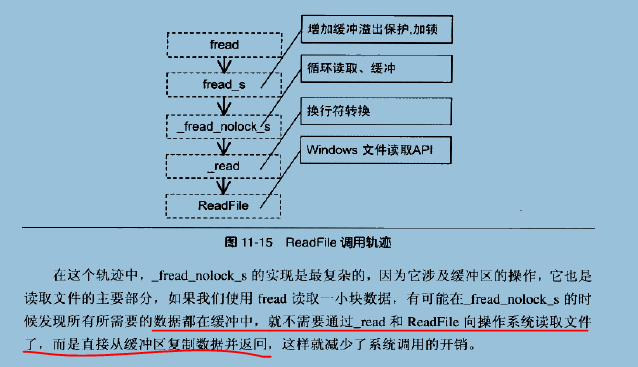 fread
增加缓冲溢出保护,加锁
fread_s
循环读取、缓冲
_fread_nolock_s
换行符转换
_read
Windows 文件读取API
ReadFile
图 11-15 ReadFile 调用轨迹
在这个轨迹中，_fread_nolock_s 的实现是最复杂的，因为它涉及缓冲区的操作，它也是
读取文件的主要部分，如果我们使用 fread 读取一小块数据，有可能在_fread_nolock_s 的时
候发现所有所需要的数据都在缓冲中，就不需要通过_read 和 ReadFile 向操作系统读取文件
了，而是直接从缓冲区复制数据并返回，这样就减少了系统调用的开销。